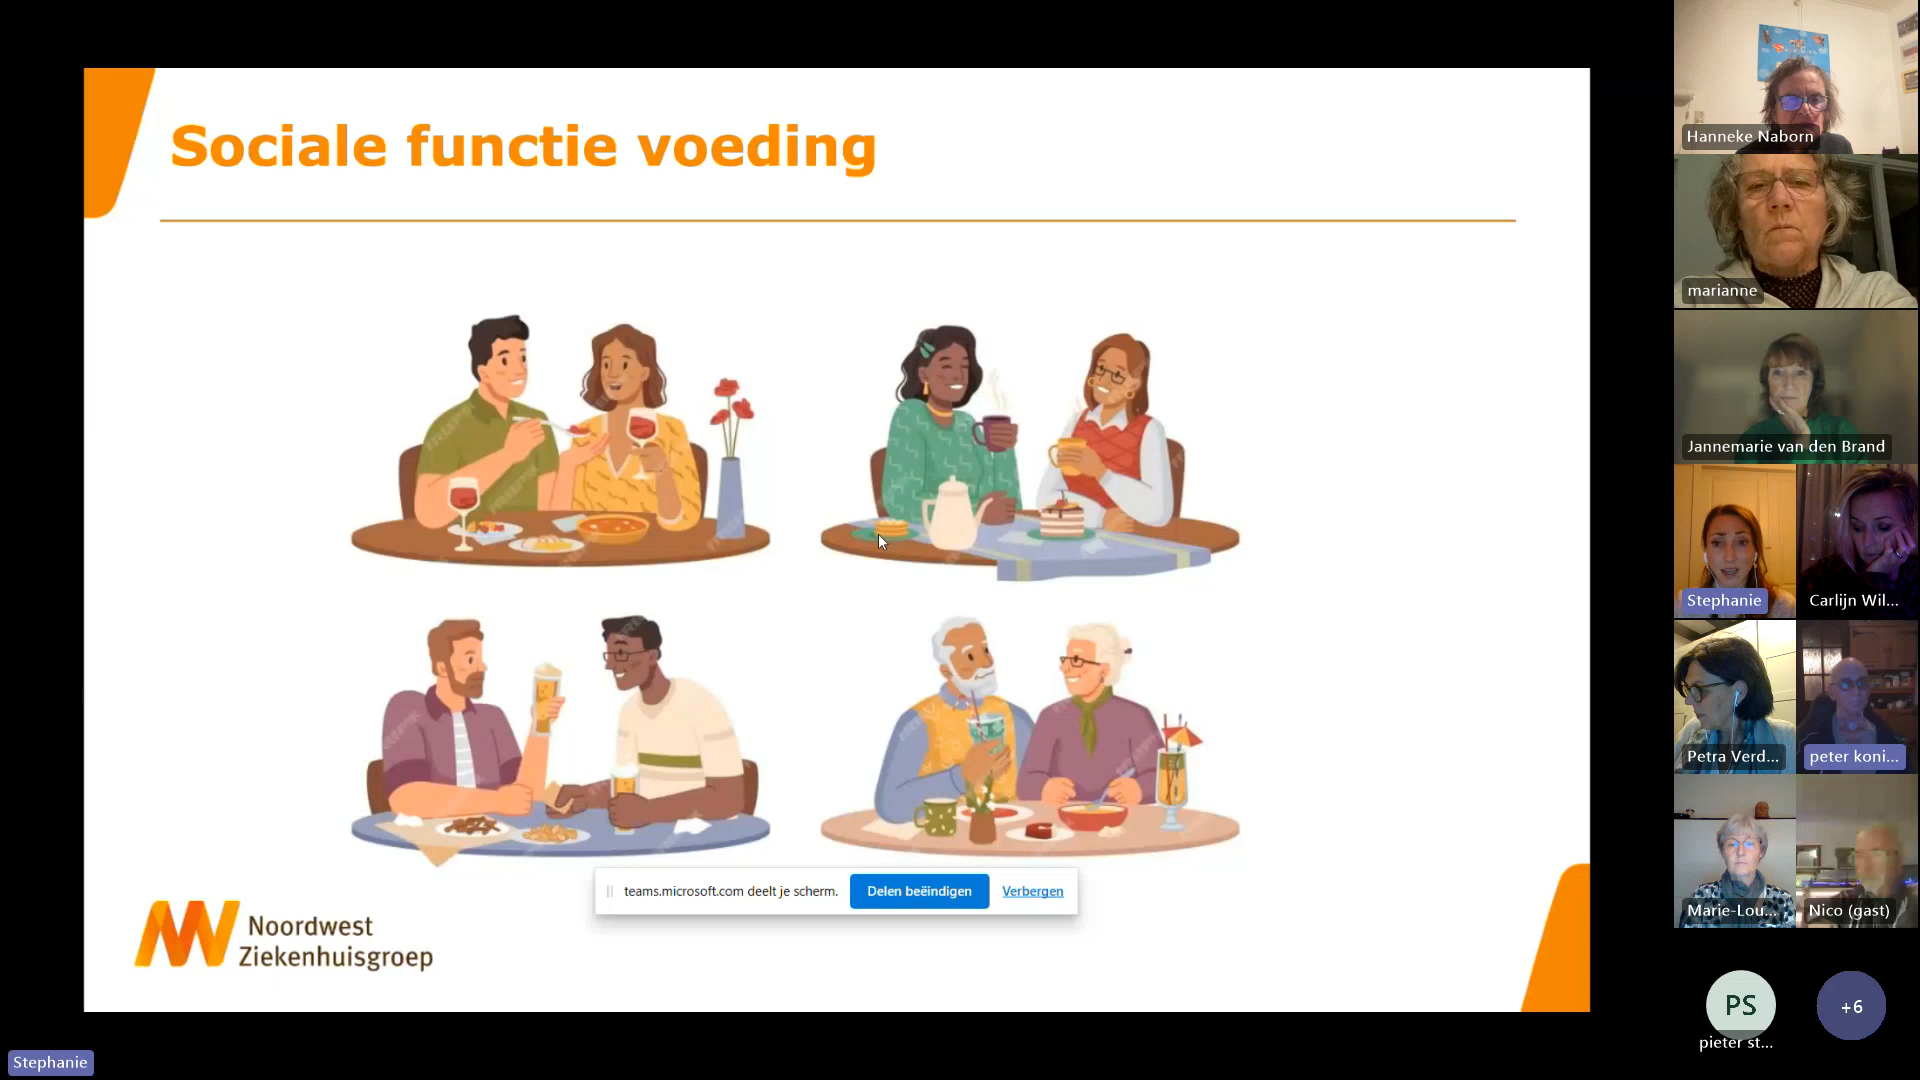 Sociale functie voeding
teams.microsoft.com deelt je scherm.
Delen beëindigen
Verbergen
Noordwest
Ziekenhuisgroep
Stephanie
Hanneke Naborn
marianne
Jannemarie van den Brand
Stephanie
Carlijn Wil...
Petra Verd...
peter koni...
Marie-Lou...
Nico (gast)
PS
+6
pieter st...